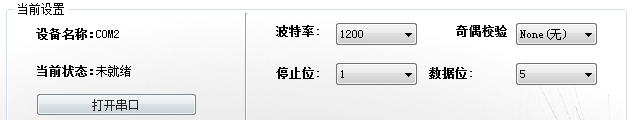 当前设置
设备名称:COM2
波特率: 1200 奇偶校验 None(无)
当前状态:未就绪
停止位: 1 数据位: 5
打开串口